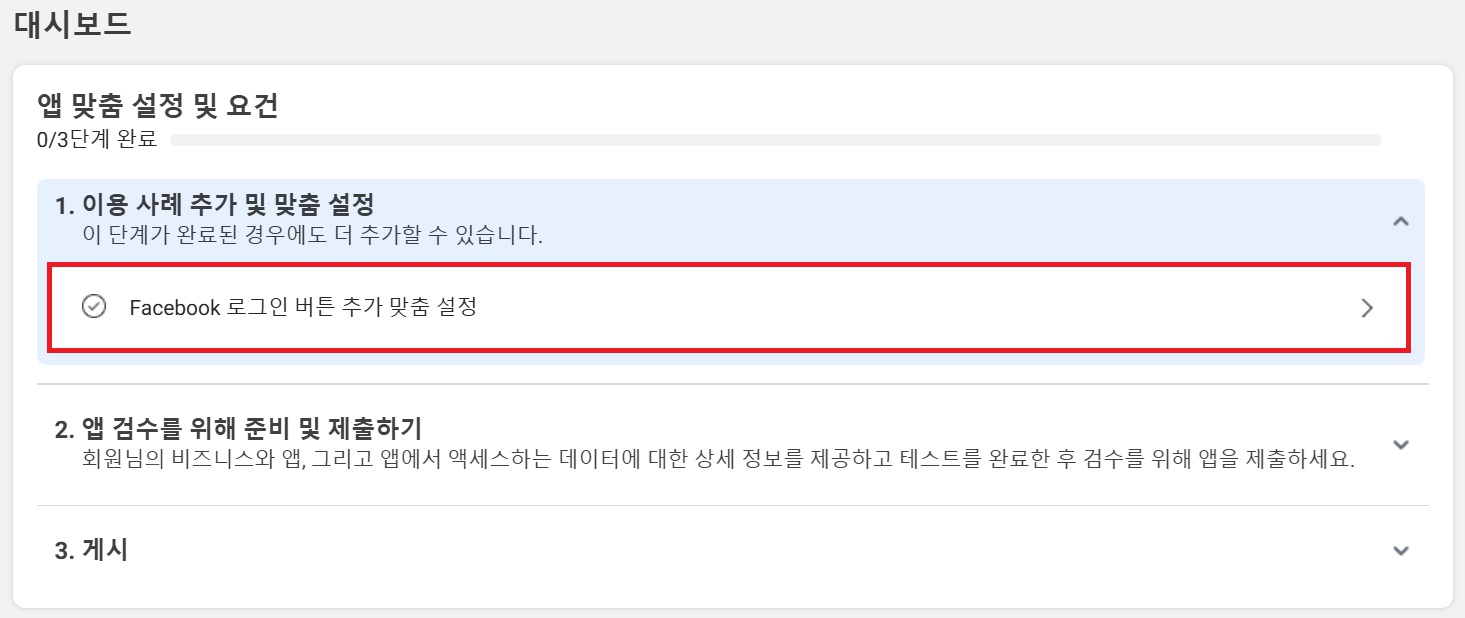 대시보드
앱 맞춤 설정 및 요건
0/3단계 완료
1. 이용 사례 추가 및 맞춤 설정
이 단계가 완료된 경우에도 더 추가할 수 있습니다.
Facebook 로그인 버튼 추가 맞춤 설정
2. 앱 검수를 위해 준비 및 제출하기
회원님의 비즈니스와 앱, 그리고 앱에서 액세스하는 데이터에 대한 상세 정보를 제공하고 테스트를 완료한 후 검수를 위해 앱을 제출하세요.
3. 게시